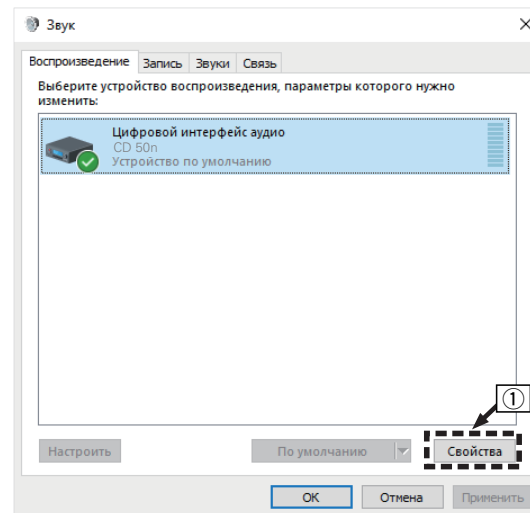 Звук
Воспроизведение Запись Звуки Связь
Выберите устройство воспроизведения, параметры которого нужно
изменить:
Цифровой интерфейс аудио
CD 50n
Устройство по умолчанию
①
Настроить По умолчанию Свойства
ОК Отмена Применить